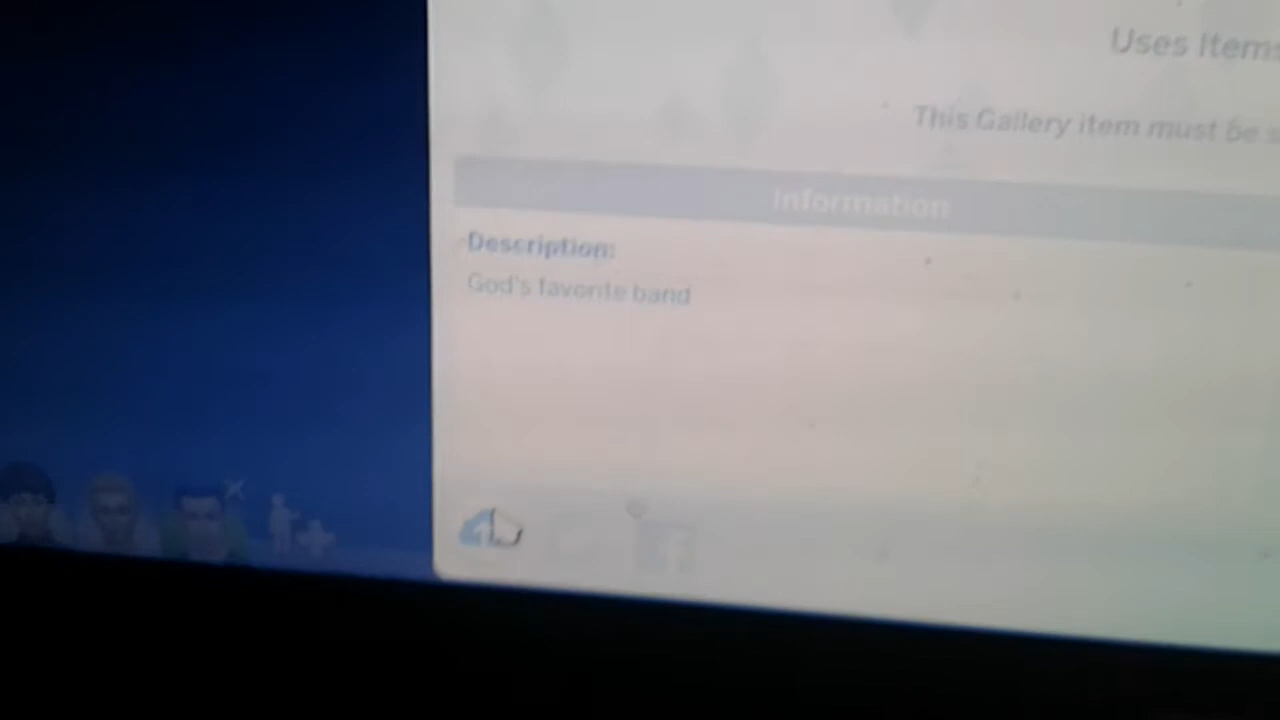 Uses Items
This Gallery item must be
Information
Description:
God's favorite band